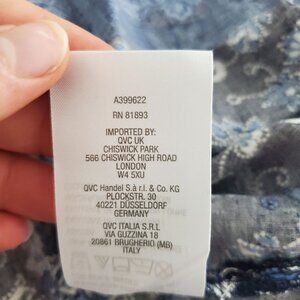 A399622
RN 81893
IMPORTED BY:
QVC UK
CHISWICK PARK
566 CHISWICK HIGH ROAD
LONDON
W4 5XU
QVC Handel S.à r.l. & Co. KG
PLOCKSTR. 30
40221 DÜSSELDORF
GERMANY
QVC ITALIA S.R.L
VIA GUZZINA 18
20861 BRUGHERIO (MB)
ITALY